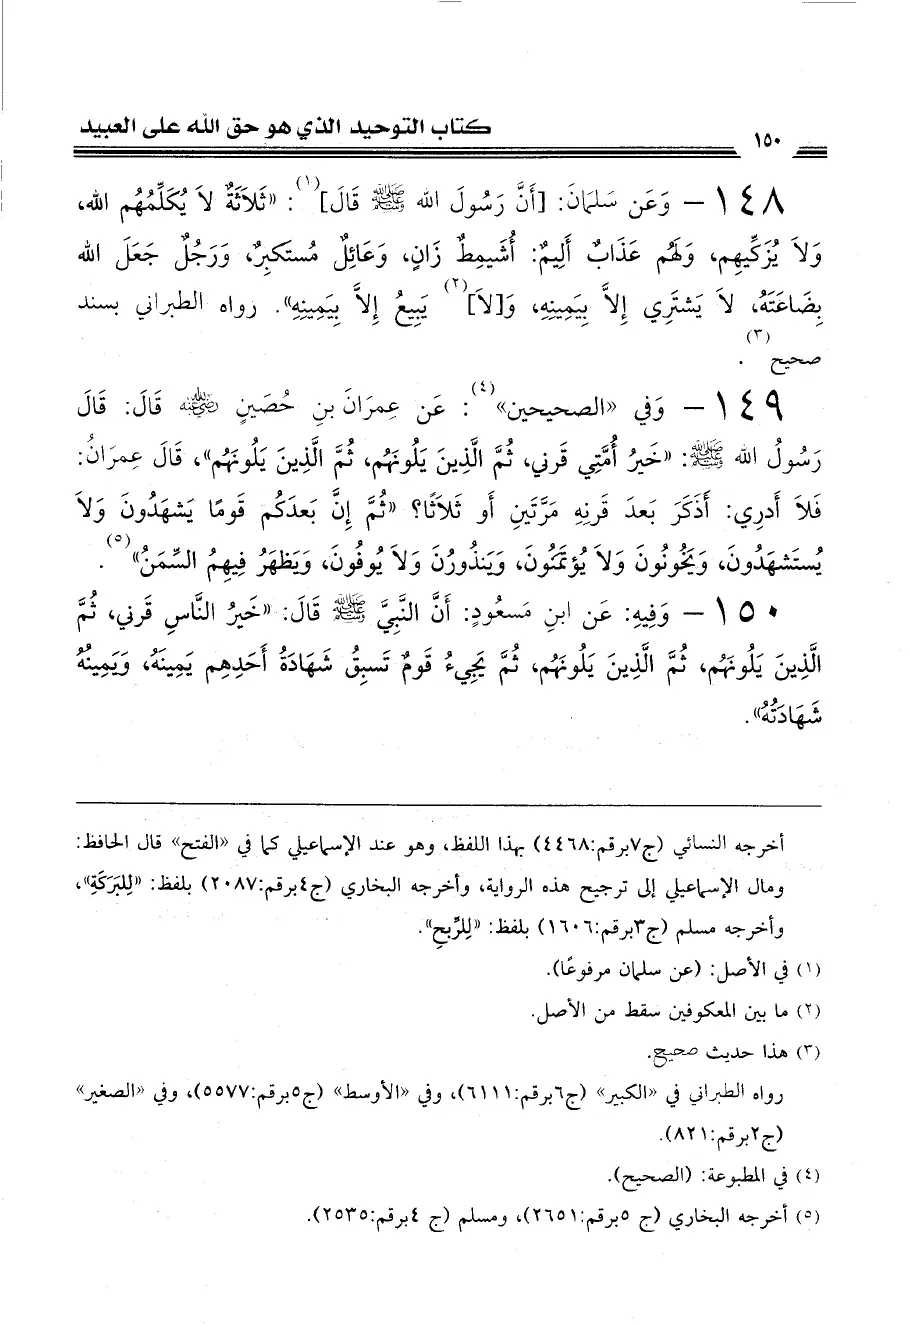 كتاب التوحيد الذي هو حق الله على العبيد
١٥٠
١٤٨ – وَعَن سَلمَانَ: [أَنَّ رَسُولَ الله ﷺ قَالَ](١): «ثَلاَثَةٌ لاَ يُكَلِّمُهُم الله،
وَلاَ يُزَكِّيهِم، وَلَهُم عَذَابٌ أَلِيمٌ: أُشَيمِطٌ زَانٍ، وَعَائِلٌ مُستَكبِرٌ، وَرَجُلٌ جَعَلَ الله
بِضَاعَتَهُ، لاَ يَشتَرِي إِلاَّ بِيَمِينِهِ، وَ[لاَ](٢) يَبِيعُ إِلاَّ بِيَمِينِهِ». رواه الطبراني بسند
صحيح(٣).
١٤٩ – وَفي «الصحيحين»(٤): عَن عِمرَانَ بنِ حُصَينٍ رضي الله عنه قَالَ: قَالَ
رَسُولُ الله ﷺ: «خَيرُ أُمَّتِي قَرنِي، ثُمَّ الَّذِينَ يَلُونَهُم، ثُمَّ الَّذِينَ يَلُونَهُم»، قَالَ عِمرَانُ:
فَلاَ أَدرِي: أَذَكَرَ بَعدَ قَرنِهِ مَرَّتَينِ أَو ثَلاَثًا؟ «ثُمَّ إِنَّ بَعدَكُم قَومًا يَشهَدُونَ وَلاَ
يُستَشهَدُونَ، وَيَخُونُونَ وَلاَ يُؤتَمَنُونَ، وَيَنذُورُنَ وَلاَ يُوفُونَ، وَيَظهَرُ فِيهِمُ السِّمَنُ»(٥).
١٥٠ – وَفِيهِ: عَن ابنِ مَسعُودٍ: أَنَّ النَّبِيَّ ﷺ قَالَ: «خَيرُ النَّاسِ قَرنِي، ثُمَّ
الَّذِينَ يَلُونَهُم، ثُمَّ الَّذِينَ يَلُونَهُم، ثُمَّ يَجِيءُ قَومٌ تَسبِقُ شَهَادَةُ أَحَدِهِم يَمِينَهُ، وَيَمِينُهُ
شَهَادَتُهُ».
أخرجه النسائي (ج٧برقم:٤٤٦٨) بهذا اللفظ، وهو عند الإسماعيلي كما في «الفتح» قال الحافظ:
ومال الإسماعيلي إلى ترجيح هذه الرواية، وأخرجه البخاري (ج٤برقم:٢٠٨٧) بلفظ: «لِلبَرَكَةِ»،
وأخرجه مسلم (ج٣برقم:١٦٠٦) بلفظ: «لِلرِّبحِ».
(١) في الأصل: (عن سلمان مرفوعًا).
(٢) ما بين المعكوفين سقط من الأصل.
(٣) هذا حديث صحيح.
رواه الطبراني في «الكبير» (ج٦برقم:٦١١١)، وفي «الأوسط» (ج٥برقم:٥٥٧٧)، وفي «الصغير»
(ج٢برقم:٨٢١).
(٤) في المطبوعة: (الصحيح).
(٥) أخرجه البخاري (ج ٥برقم:٢٦٥١)، ومسلم (ج ٤برقم:٢٥٣٥).